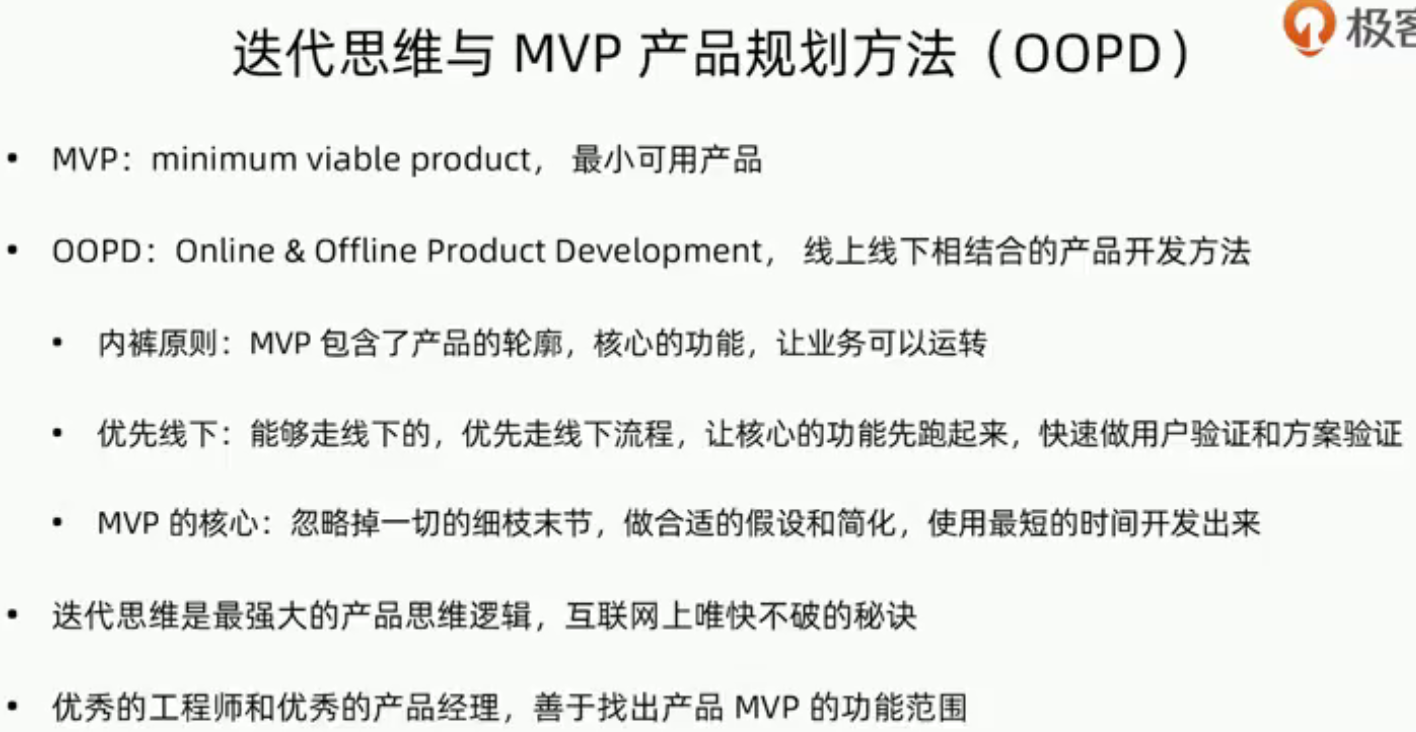 迭代思维与 MVP 产品规划方法（OOPD）
极客
• MVP：minimum viable product， 最小可用产品
• OOPD：Online & Offline Product Development， 线上线下相结合的产品开发方法
• 内裤原则：MVP 包含了产品的轮廓，核心的功能，让业务可以运转
• 优先线下：能够走线下的，优先走线下流程，让核心的功能先跑起来，快速做用户验证和方案验证
• MVP 的核心：忽略掉一切的细枝末节，做合适的假设和简化，使用最短的时间开发出来
• 迭代思维是最强大的产品思维逻辑，互联网上唯快不破的秘诀
• 优秀的工程师和优秀的产品经理，善于找出产品 MVP 的功能范围